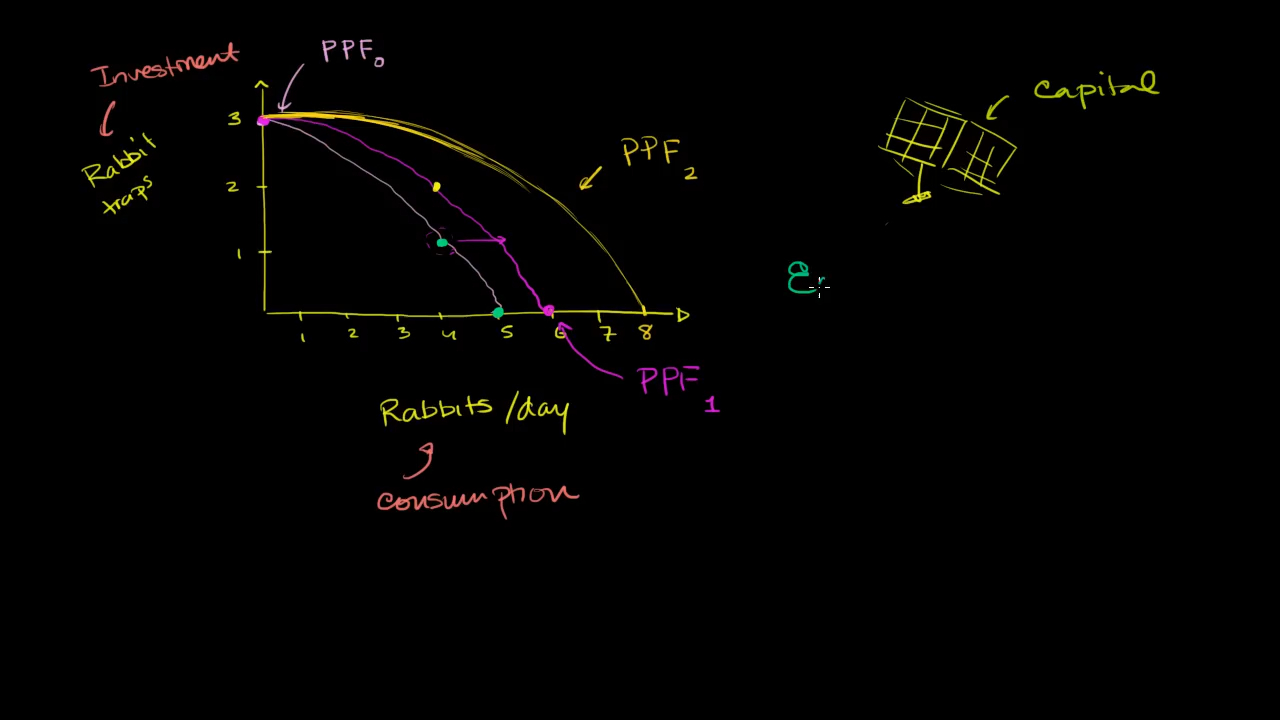 Investment
Rabbit
traps
PPF₀
3
2
1
1 2 3 4 5 6 7 8
PPF₂
PPF₁
Rabbits/day
consumption
capital
Er